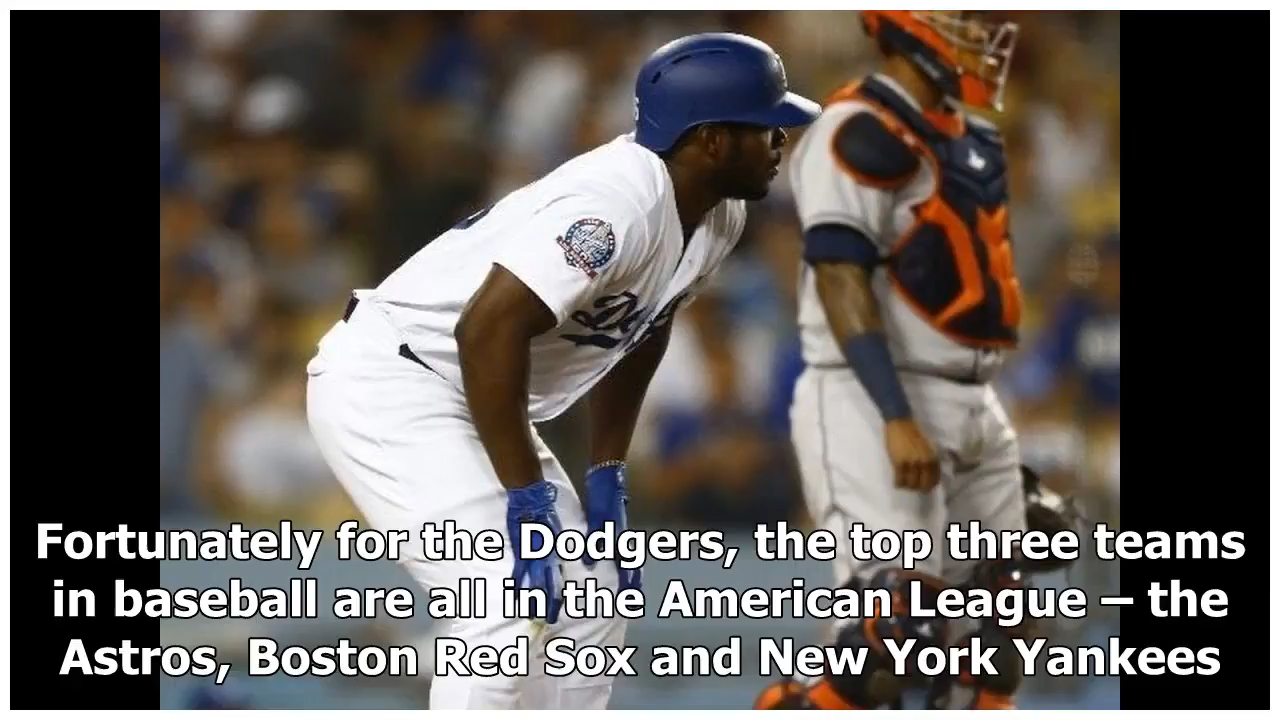 Fortunately for the Dodgers, the top three teams
in baseball are all in the American League – the
Astros, Boston Red Sox and New York Yankees